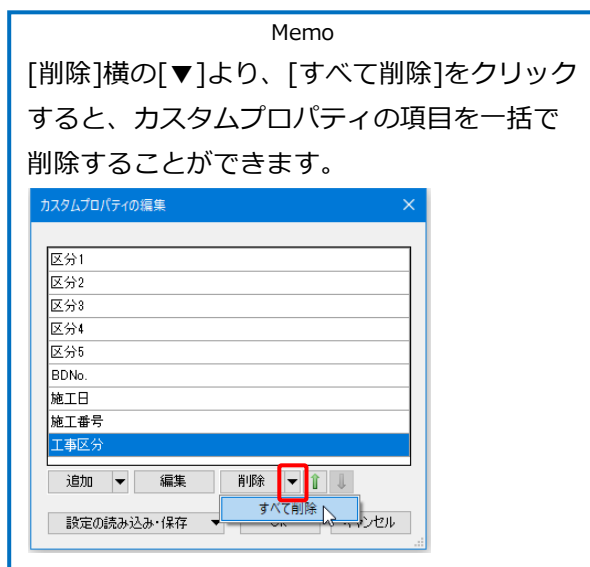 Memo
[削除]横の[▼]より、[すべて削除]をクリック
すると、カスタムプロパティの項目を一括で
削除することができます。
カスタムプロパティの編集
区分1
区分2
区分3
区分4
区分5
BDNo.
施工日
施工番号
工事区分
追加 ▼ 編集 削除 ▼
すべて削除
設定の読み込み・保存 ▼ OK キャンセル